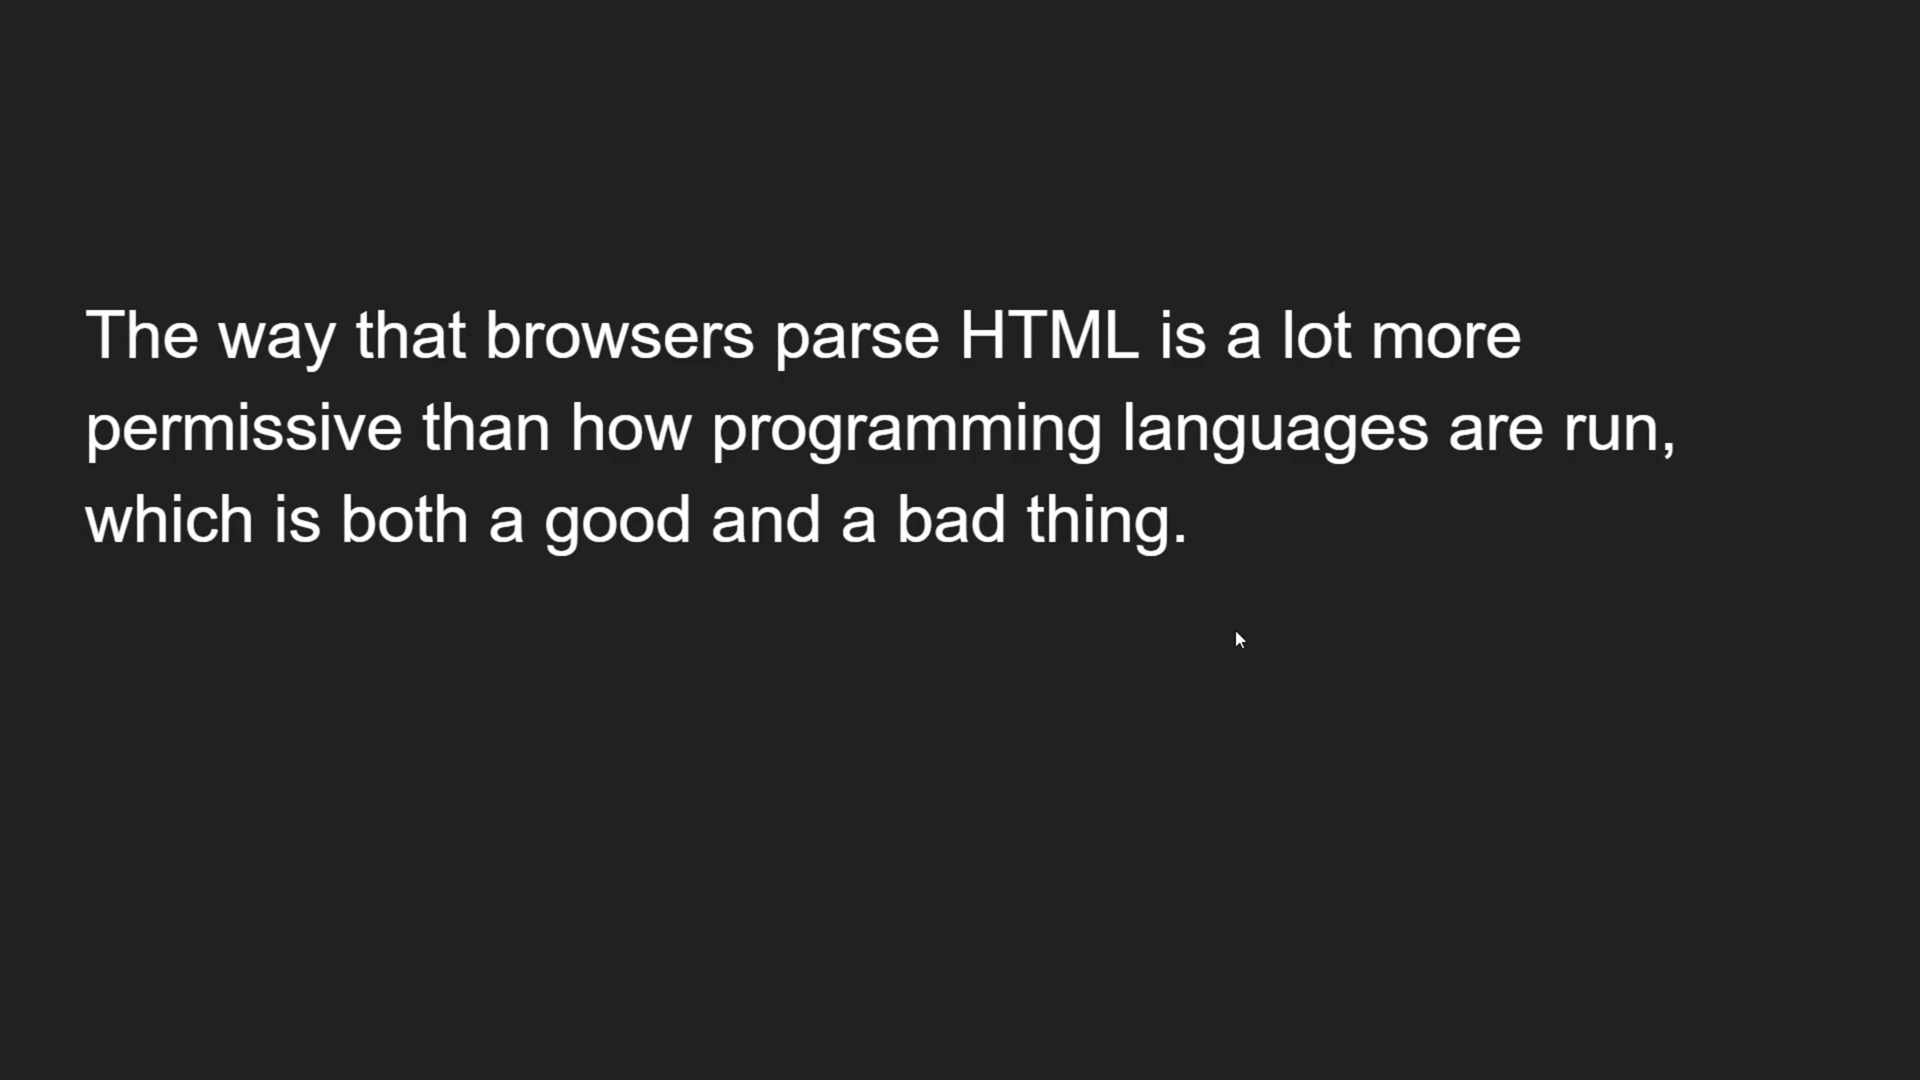 The way that browsers parse HTML is a lot more
permissive than how programming languages are run,
which is both a good and a bad thing.